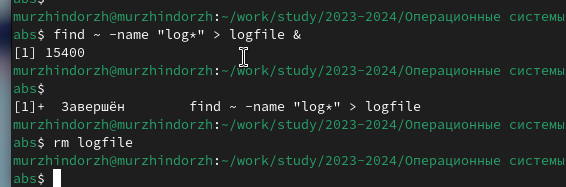 abs$
murzhindorzh@murzhindorzh:~/work/study/2023-2024/Операционные системы
abs$ find ~ -name "log*" > logfile &
[1] 15400
murzhindorzh@murzhindorzh:~/work/study/2023-2024/Операционные системы
abs$
[1]+  Завершён        find ~ -name "log*" > logfile
murzhindorzh@murzhindorzh:~/work/study/2023-2024/Операционные системы
abs$ rm logfile
murzhindorzh@murzhindorzh:~/work/study/2023-2024/Операционные системы
abs$